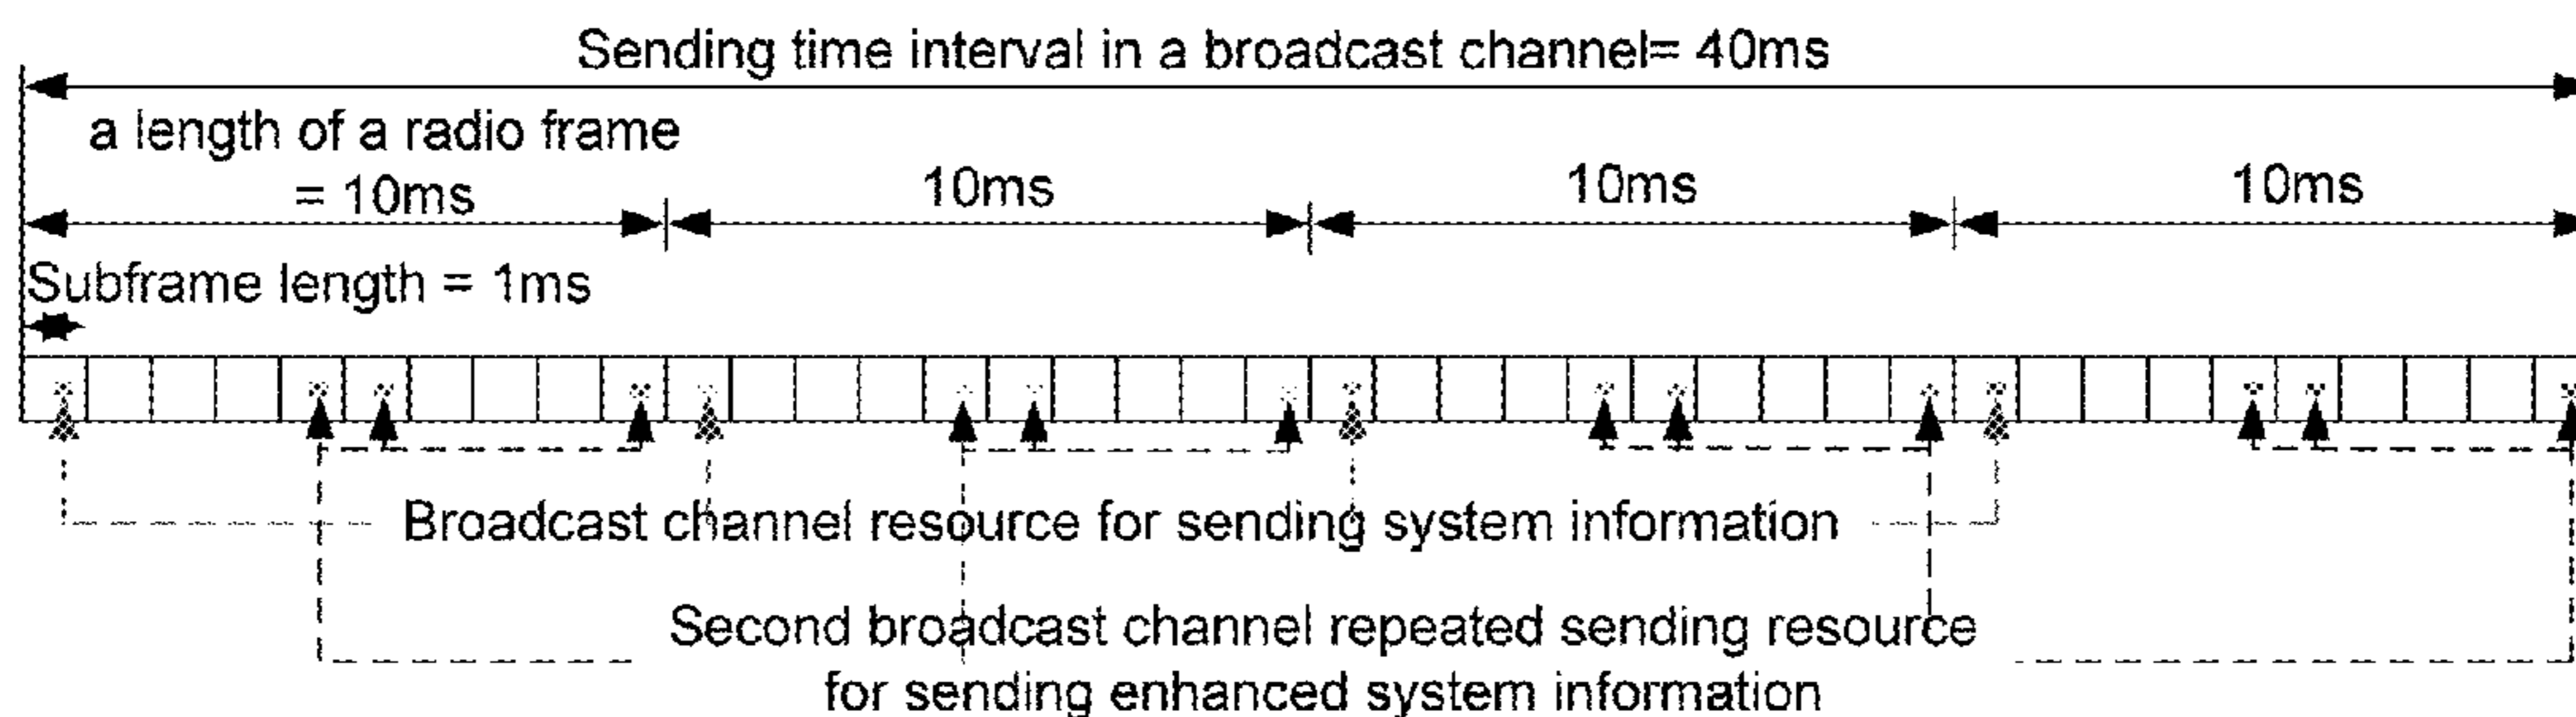 Sending time interval in a broadcast channel= 40ms
a length of a radio frame
= 10ms
10ms
10ms
10ms
Subframe length = 1ms
Broadcast channel resource for sending system information
Second broadcast channel repeated sending resource
for sending enhanced system information